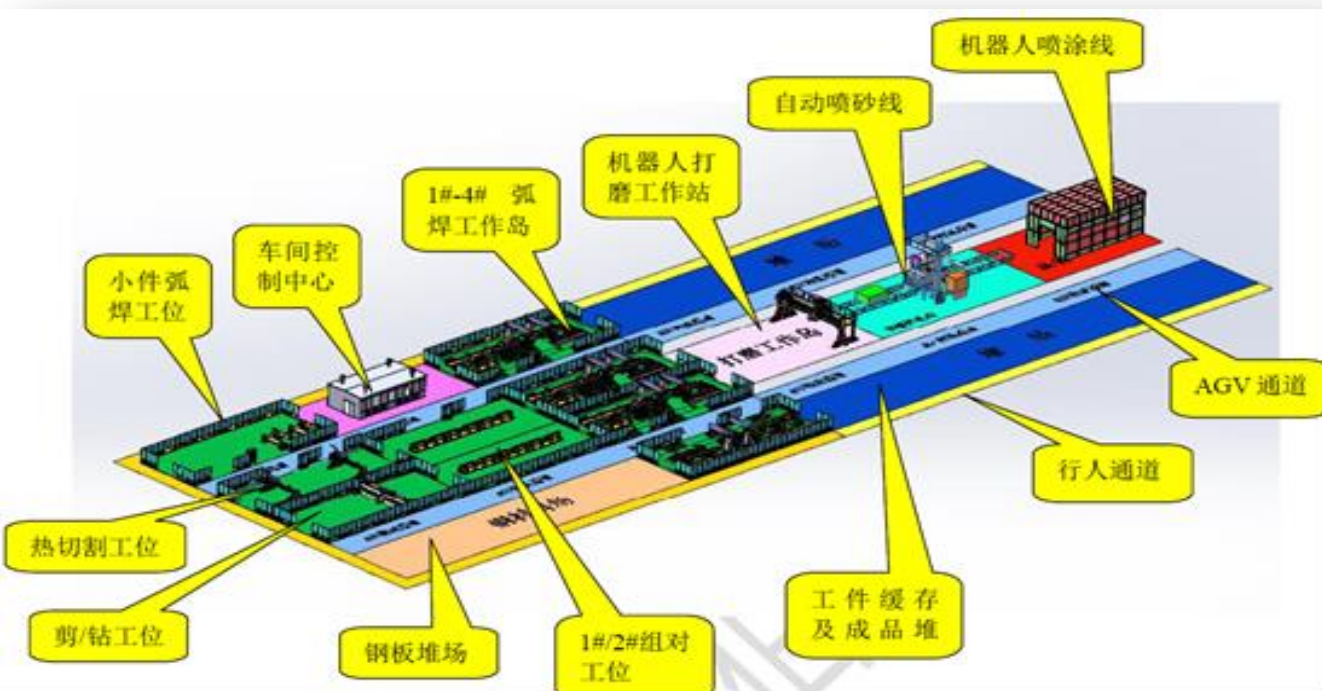 机器人喷涂线
自动喷砂线
机器人打
磨工作站
1#-4# 弧
焊工作岛
车间控
制中心
小件弧
焊工位
打磨工作岛
AGV 通道
行人通道
热切割工位
剪/钻工位
钢板堆场
1#/2#组对
工位
工 件 缓 存
及 成 品 堆